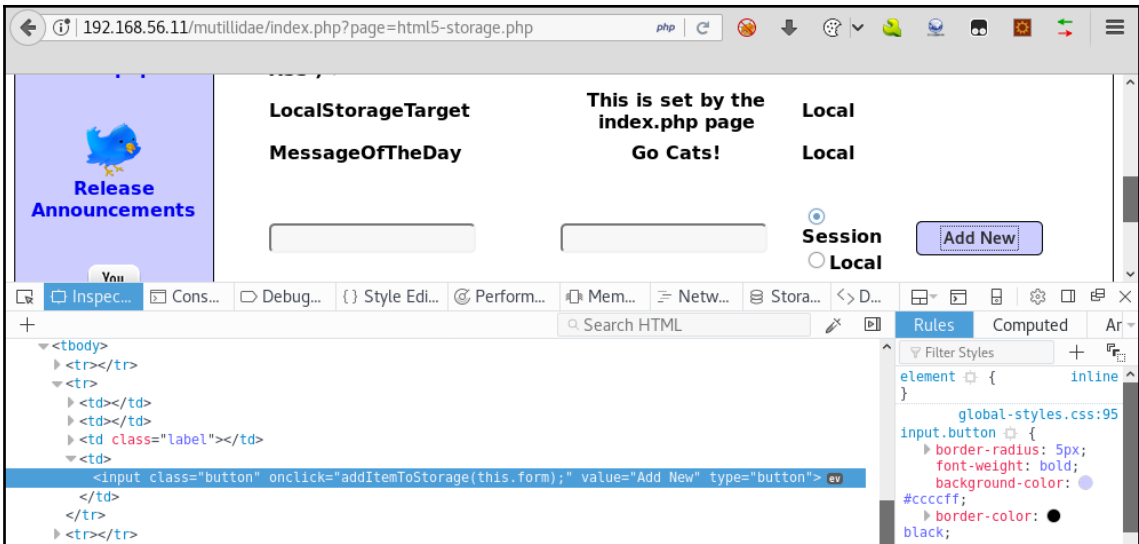 192.168.56.11/mutillidae/index.php?page=html5-storage.php php
LocalStorageTarget This is set by the index.php page Local
MessageOfTheDay Go Cats! Local
Release
Announcements
You
Session
Local
Add New
Inspec... Cons... Debug... {} Style Edi... Perform... Mem... Netw... Stora... D...
+ Search HTML Rules Computed Ar
<tbody>
<tr></tr>
<tr>
<td></td>
<td></td>
<td class="label"></td>
<td>
<input class="button" onclick="addItemToStorage(this.form);" value="Add New" type="button"> ev
</td>
</tr>
<tr></tr>
Filter Styles +
element { inline
}
global-styles.css:95
input.button {
border-radius: 5px;
font-weight: bold;
background-color:
#ccccff;
border-color:
black;